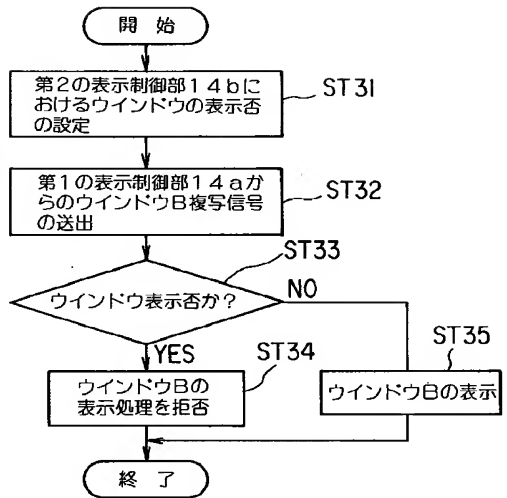 開 始
第2の表示制御部14bに
おけるウインドウの表示否
の設定
ST31
第1の表示制御部14aか
らのウインドウB複写信号
の送出
ST32
ST33
ウインドウ表示否か?
NO
YES
ST34
ST35
ウインドウBの
表示処理を拒否
ウインドウBの表示
終 了